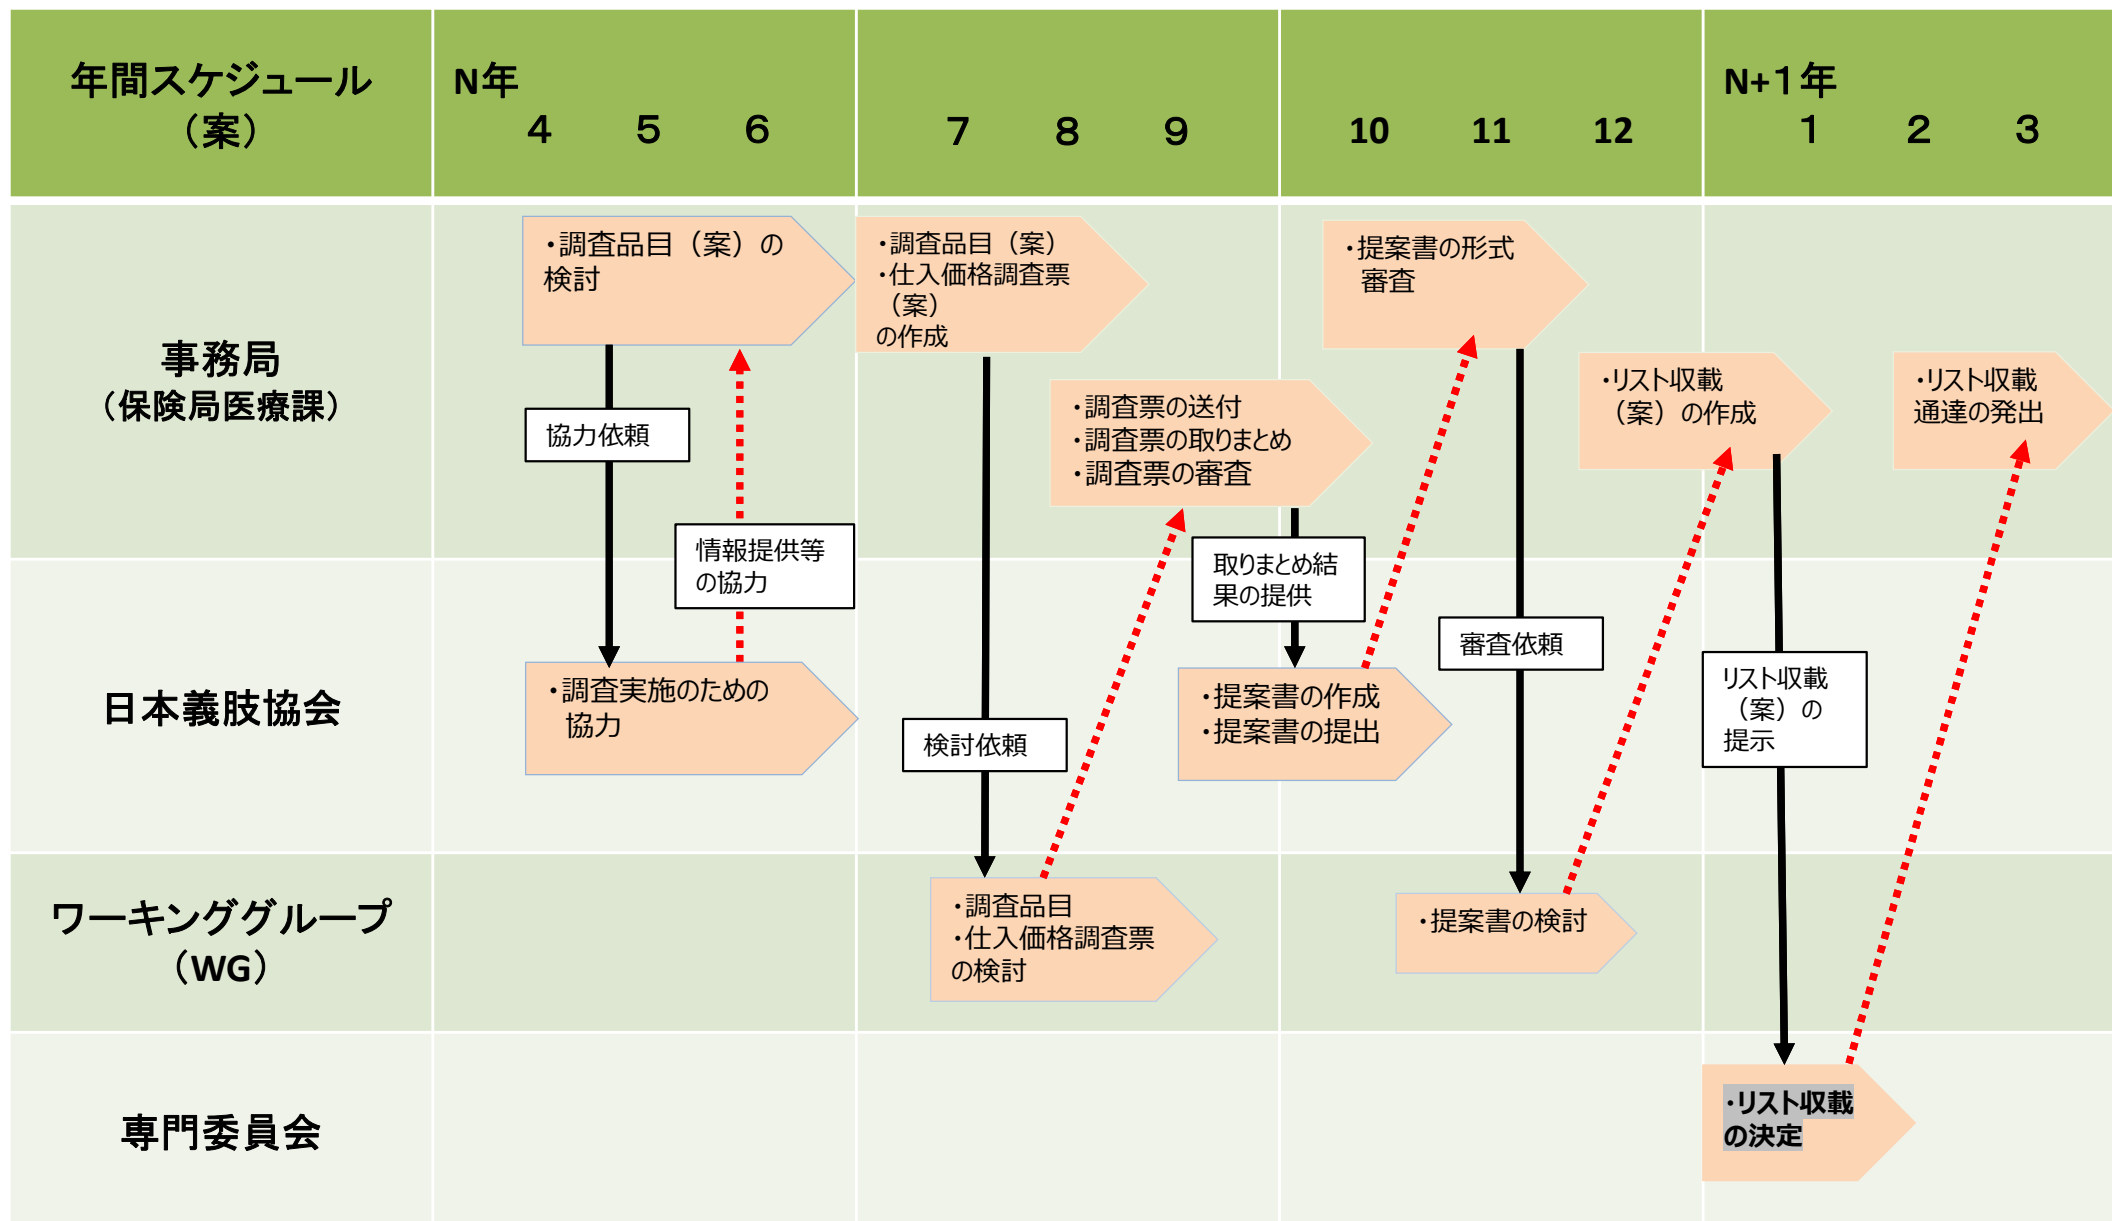 年間スケジュール
（案）
N年
4 5 6
7 8 9
10 11 12
N+１年
1 2 3
事務局
（保険局医療課）
・調査品目（案）の
検討
・調査品目（案）
・仕入価格調査票
（案）
の作成
・提案書の形式
審査
・調査票の送付
・調査票の取りまとめ
・調査票の審査
・リスト収載
（案）の作成
・リスト収載
通達の発出
協力依頼
情報提供等
の協力
取りまとめ結
果の提供
日本義肢協会
・調査実施のための
協力
検討依頼
・提案書の作成
・提案書の提出
審査依頼
リスト収載
（案）の
提示
ワーキンググループ
（WG）
・調査品目
・仕入価格調査票
の検討
・提案書の検討
専門委員会
・リスト収載
の決定